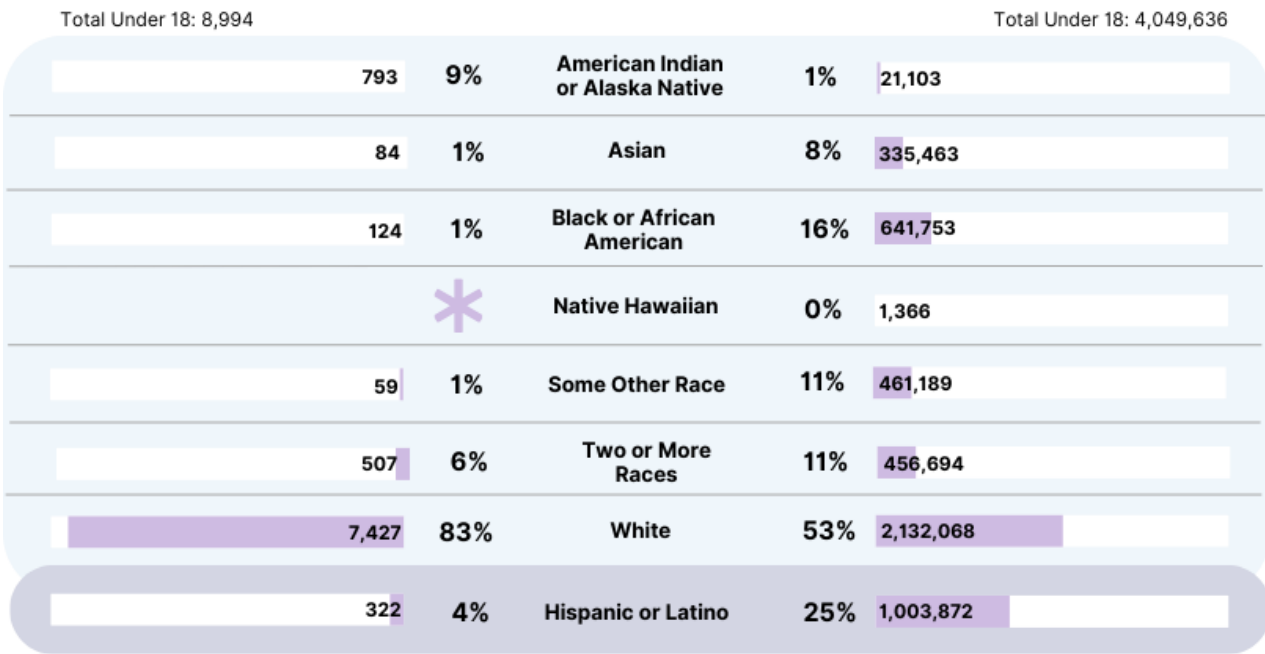 Total Under 18: 8,994
Total Under 18: 4,049,636
793 9% American Indian or Alaska Native 1% 21,103
84 1% Asian 8% 335,463
124 1% Black or African American 16% 641,753
* Native Hawaiian 0% 1,366
59 1% Some Other Race 11% 461,189
507 6% Two or More Races 11% 456,694
7,427 83% White 53% 2,132,068
322 4% Hispanic or Latino 25% 1,003,872